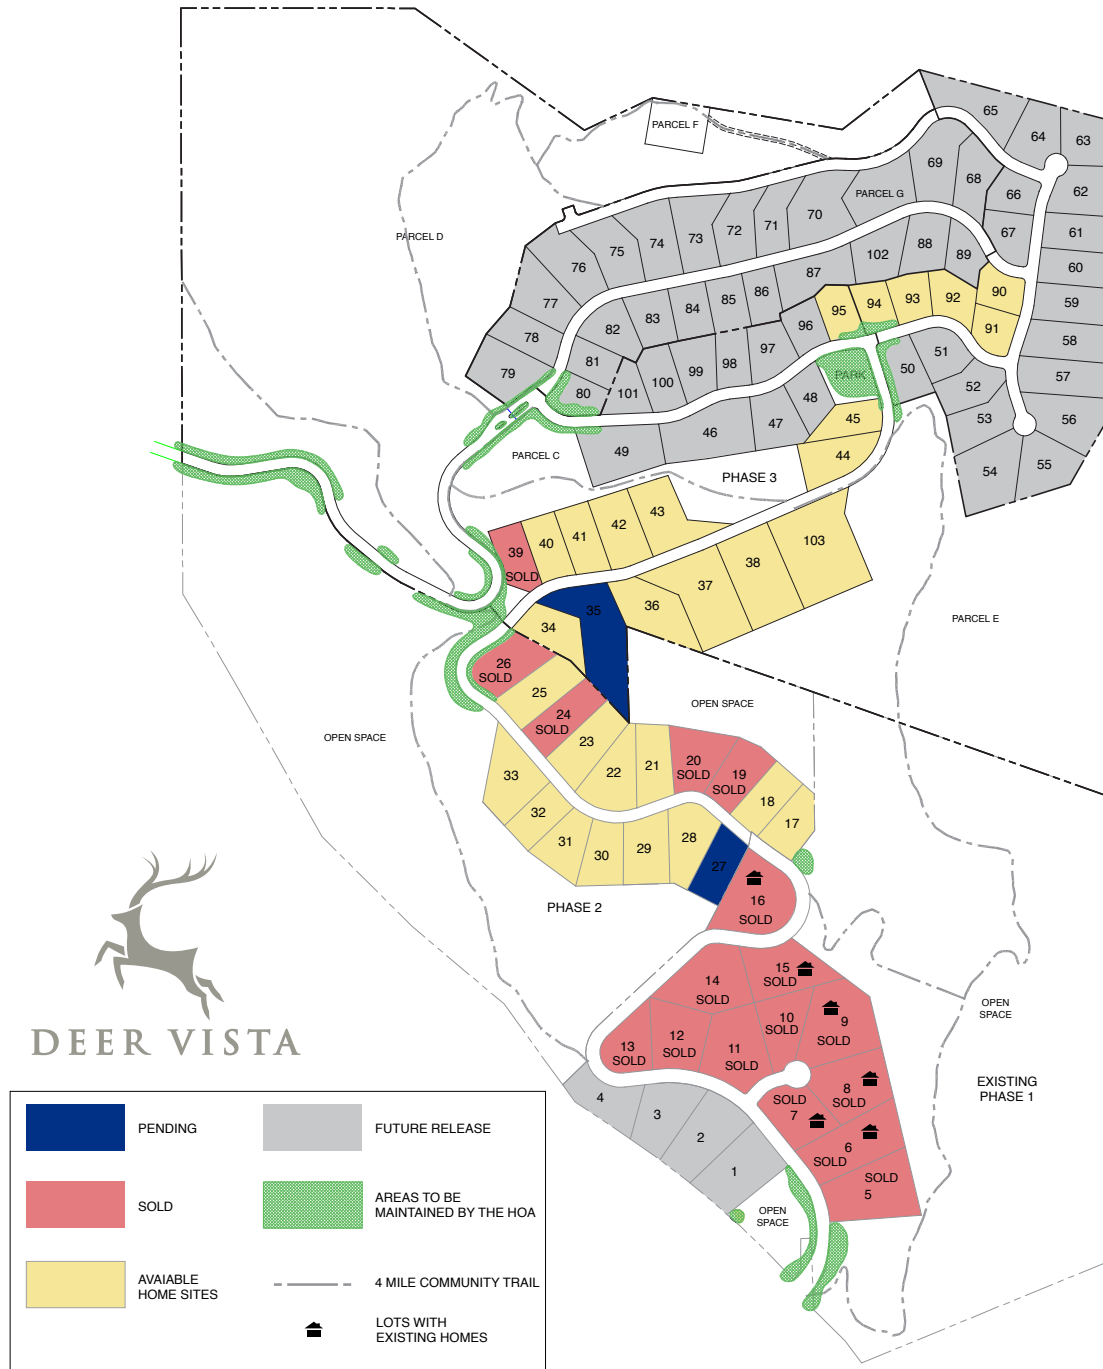 65
64
63
PARCEL F
69
68
66
62
PARCEL G
70
71
72
73
74
75
76
77
78
79
67
61
60
59
58
57
56
55
54
53
52
51
50
PARCEL D
102
88
89
87
86
85
84
83
82
81
80
90
91
92
93
94
95
96
97
98
99
100
101
PARK
48
47
46
49
45
44
PARCEL C
PHASE 3
43
42
41
40
39
SOLD
103
38
37
36
35
34
PARCEL E
26
SOLD
25
24
SOLD
23
22
21
20
SOLD
19
SOLD
18
17
OPEN SPACE
OPEN SPACE
33
32
31
30
29
28
27
PHASE 2
16
SOLD
15
SOLD
14
SOLD
13
SOLD
12
SOLD
11
SOLD
10
SOLD
9
SOLD
8
SOLD
SOLD
7
6
SOLD
SOLD
5
4
3
2
1
OPEN
SPACE
EXISTING
PHASE 1
OPEN
SPACE
DEER VISTA
PENDING
FUTURE RELEASE
SOLD
AREAS TO BE
MAINTAINED BY THE HOA
AVAIABLE
HOME SITES
4 MILE COMMUNITY TRAIL
LOTS WITH
EXISTING HOMES